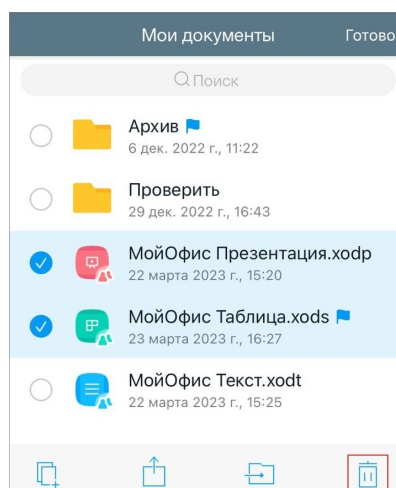 Мои документы Готово
Поиск
Архив
6 дек. 2022 г., 11:22
Проверить
29 дек. 2022 г., 16:43
МойОфис Презентация.xodp
22 марта 2023 г., 15:20
МойОфис Таблица.xods
23 марта 2023 г., 16:27
МойОфис Текст.xodt
22 марта 2023 г., 15:25